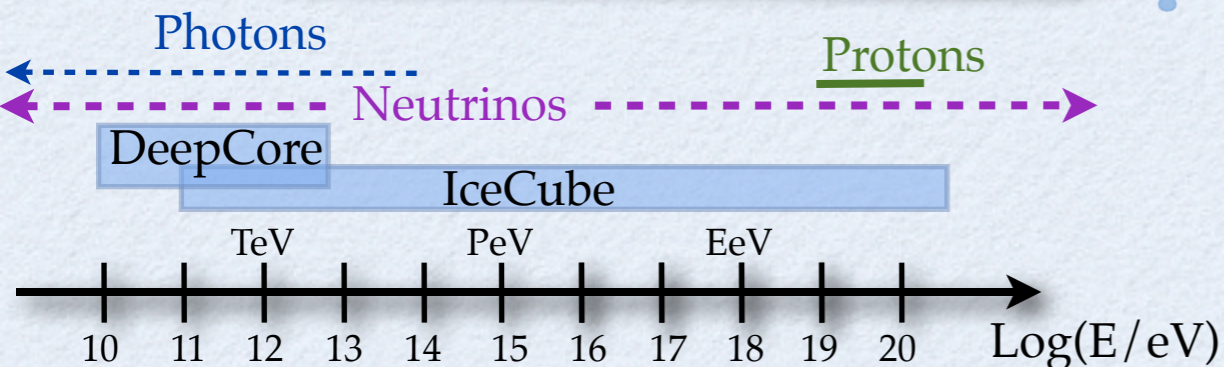 Photons
Protons
Neutrinos
DeepCore
IceCube
TeV PeV EeV
10 11 12 13 14 15 16 17 18 19 20 Log(E/eV)